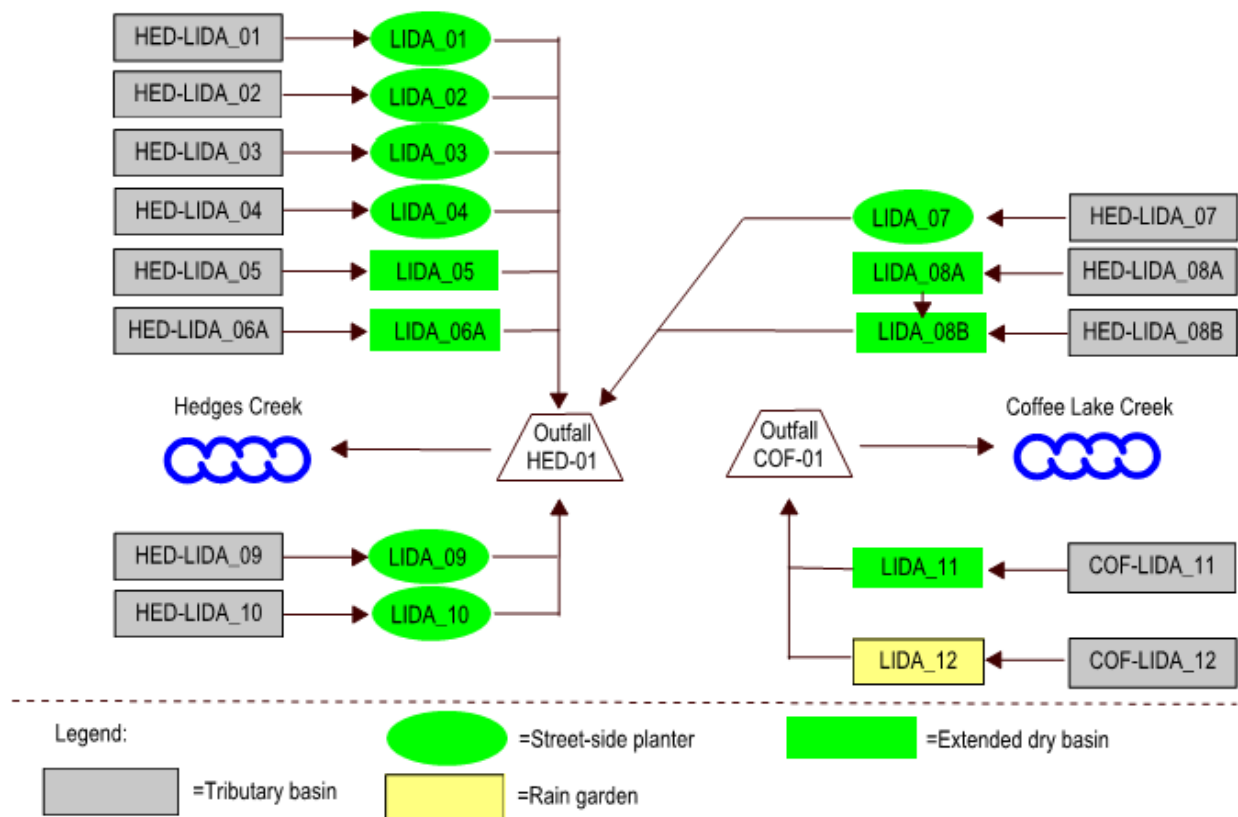 HED-LIDA_01
LIDA_01
HED-LIDA_02
LIDA_02
HED-LIDA_03
LIDA_03
HED-LIDA_04
LIDA_04
LIDA_07
HED-LIDA_07
HED-LIDA_05
LIDA_05
LIDA_08A
HED-LIDA_08A
HED-LIDA_06A
LIDA_06A
LIDA_08B
HED-LIDA_08B
Hedges Creek
Outfall
HED-01
Outfall
COF-01
Coffee Lake Creek
HED-LIDA_09
LIDA_09
LIDA_11
COF-LIDA_11
HED-LIDA_10
LIDA_10
LIDA_12
COF-LIDA_12
Legend:
=Street-side planter
=Extended dry basin
=Tributary basin
=Rain garden